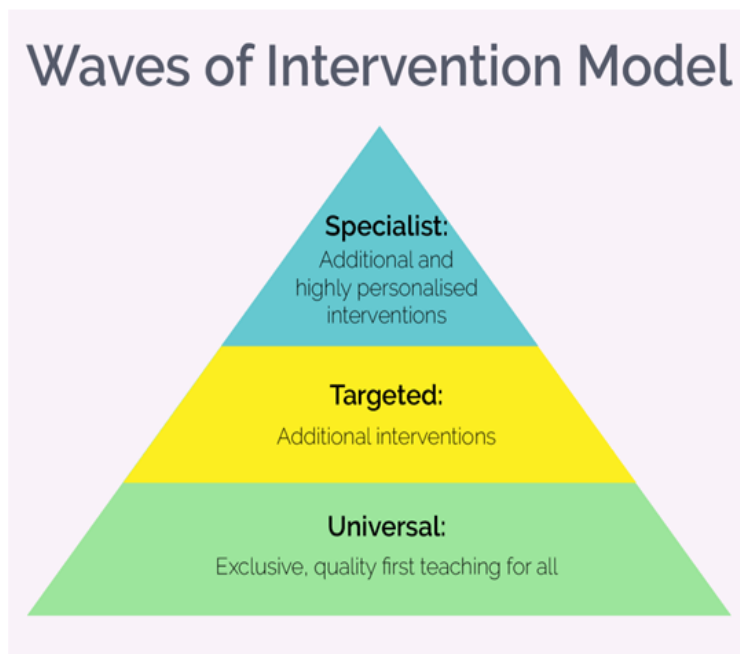 Waves of Intervention Model
Specialist:
Additional and
highly personalised
interventions
Targeted:
Additional interventions
Universal:
Exclusive, quality first teaching for all